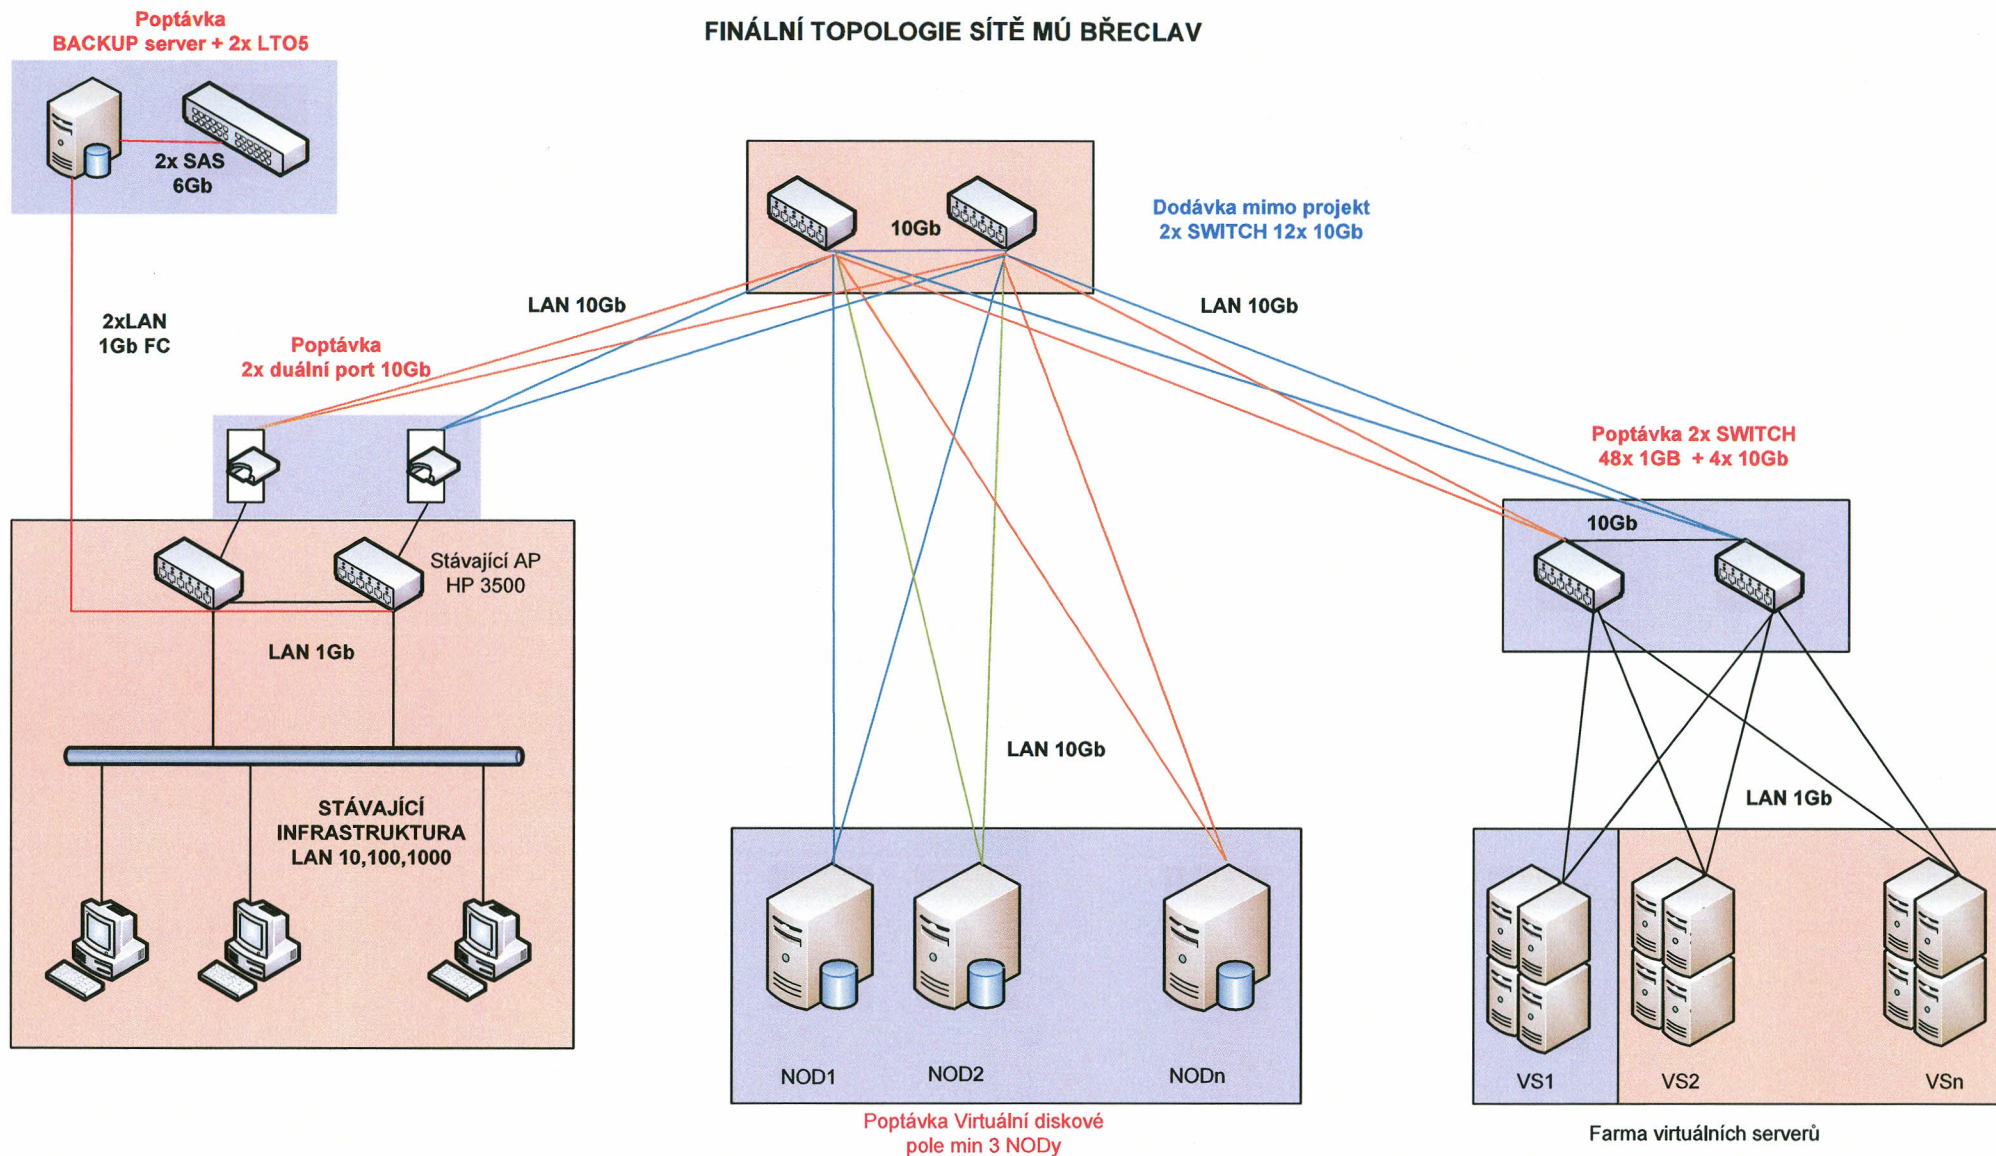 FINÁLNÍ TOPOLOGIE SÍTĚ MÚ BŘECLAV
Poptávka
BACKUP server + 2x LTO5
2x SAS
6Gb
10Gb
Dodávka mimo projekt
2x SWITCH 12x 10Gb
2xLAN
1Gb FC
LAN 10Gb
LAN 10Gb
Poptávka
2x duální port 10Gb
Poptávka 2x SWITCH
48x 1GB + 4x 10Gb
10Gb
Stávající AP
HP 3500
LAN 1Gb
LAN 10Gb
LAN 1Gb
STÁVAJÍCÍ
INFRASTRUKTURA
LAN 10,100,1000
NOD1
NOD2
NODn
VS1
VS2
VSn
Poptávka Virtuální diskové
pole min 3 NODy
Farma virtuálních serverů